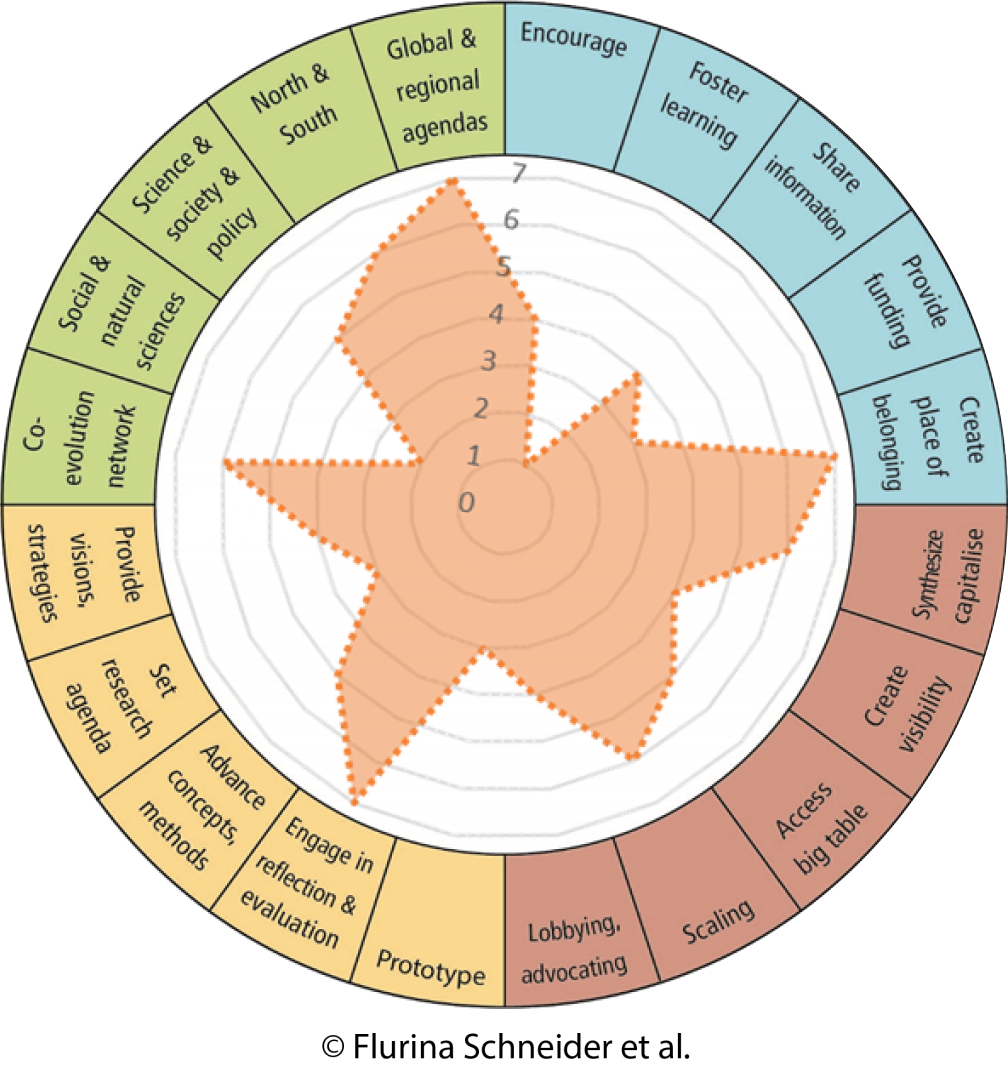 Encourage
Foster
learning
Share
information
Provide
funding
Create
place of
belonging
Synthesize
capitalise
Create
visibility
Access
big table
Scaling
Lobbying,
advocating
Prototype
Engage in
reflection &
evaluation
Advance
concepts,
methods
Set
research
agenda
Provide
visions,
strategies
Co-
evolution
network
Social &
natural
sciences
Science &
society &
policy
North &
South
Global &
regional
agendas
7
6
5
4
3
2
1
0
© Flurina Schneider et al.